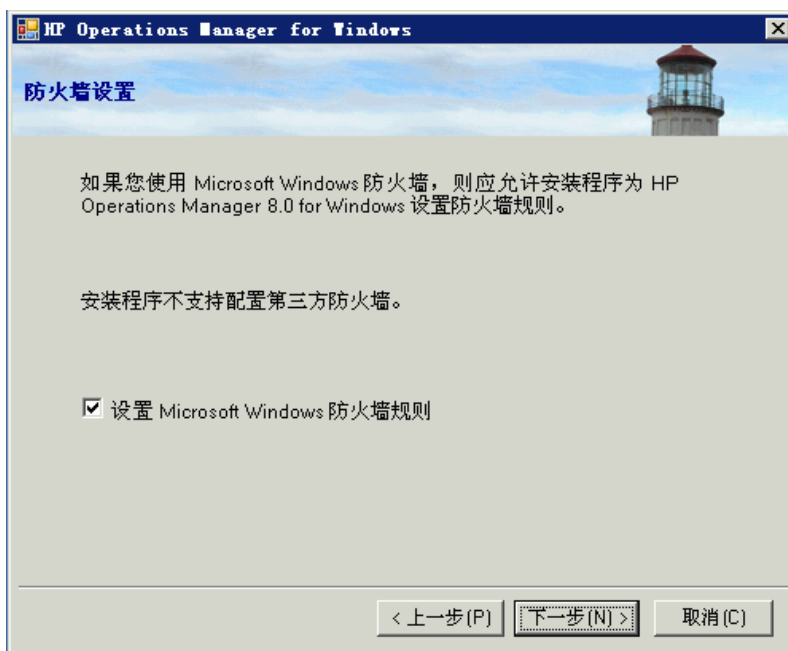 HP Operations Manager for Windows
防火墙设置
如果您使用 Microsoft Windows 防火墙，则应允许安装程序为 HP
Operations Manager 8.0 for Windows 设置防火墙规则。
安装程序不支持配置第三方防火墙。
设置 Microsoft Windows 防火墙规则
< 上一步(P)
下一步(N) >
取消(C)